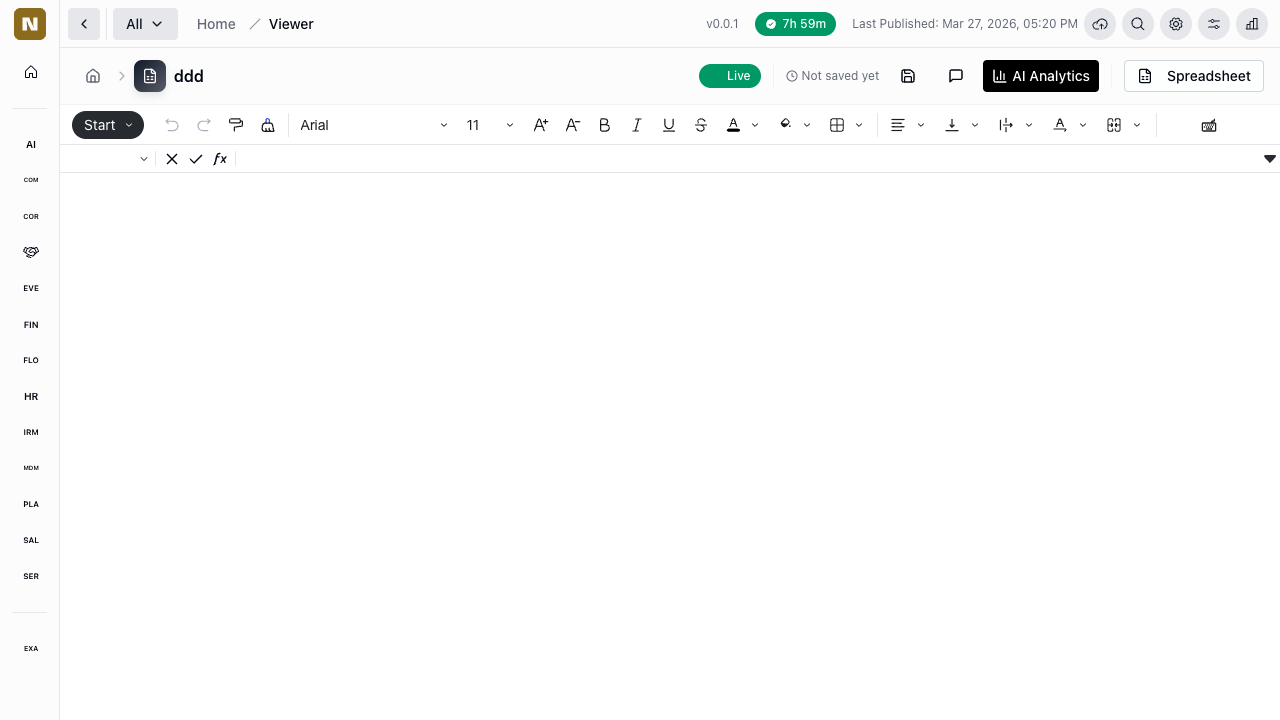 N
All
Home
Viewer
v0.0.1
7h 59m
Last Published: Mar 27, 2026, 05:20 PM
ddd
Live
Not saved yet
AI Analytics
Spreadsheet
Start
Arial
11
fx
AI
COM
COR
EVE
FIN
FLO
HR
IRM
MDM
PLA
SAL
SER
EXA